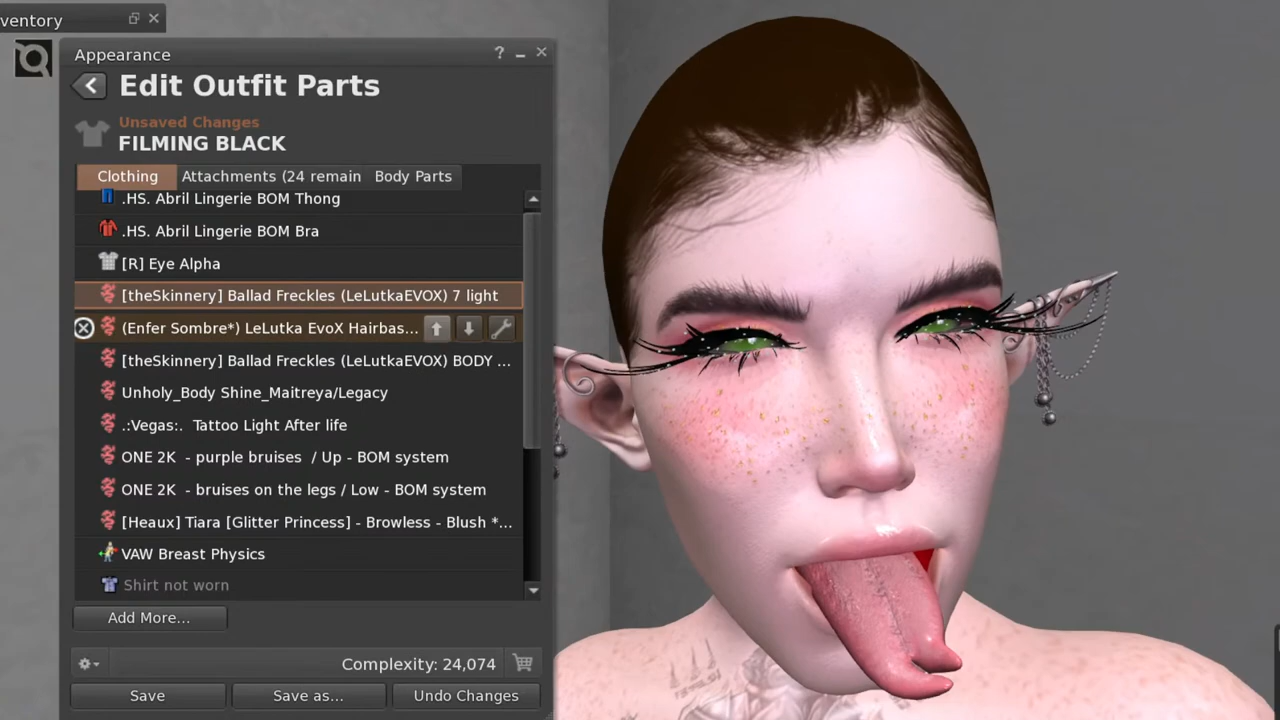 ventory
Appearance
Edit Outfit Parts
Unsaved Changes
FILMING BLACK
Clothing Attachments (24 remain Body Parts
.HS. Abril Lingerie BOM Thong
.HS. Abril Lingerie BOM Bra
[R] Eye Alpha
[theSkinnery] Ballad Freckles (LeLutkaEVOX) 7 light
(Enfer Sombre*) LeLutka EvoX Hairbas...
[theSkinnery] Ballad Freckles (LeLutkaEVOX) BODY ...
Unholy_Body Shine_Maitreya/Legacy
.:Vegas:. Tattoo Light After life
ONE 2K - purple bruises / Up - BOM system
ONE 2K - bruises on the legs / Low - BOM system
[Heaux] Tiara [Glitter Princess] - Browless - Blush *...
VAW Breast Physics
Shirt not worn
Add More...
Complexity: 24,074
Save Save as... Undo Changes